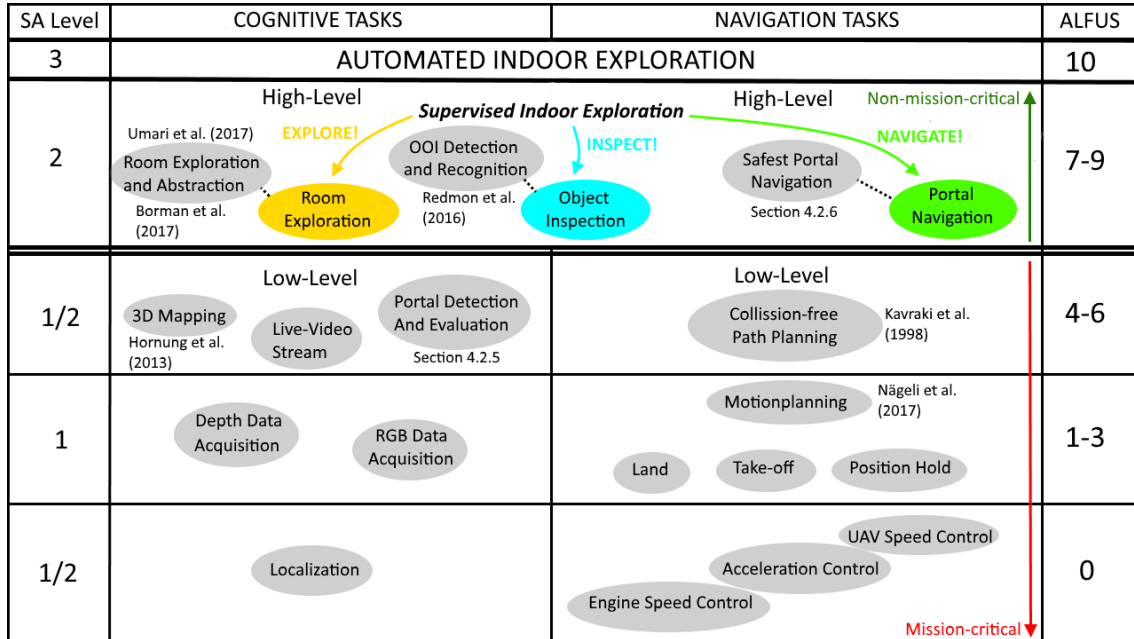 SA Level
COGNITIVE TASKS
NAVIGATION TASKS
ALFUS
3
AUTOMATED INDOOR EXPLORATION
10
2
High-Level
Supervised Indoor Exploration
High-Level
Non-mission-critical
7-9
Umari et al. (2017)
EXPLORE!
Room Exploration
and Abstraction
Borman et al.
(2017)
Room
Exploration
OOI Detection
and Recognition
Redmon et al.
(2016)
INSPECT!
Object
Inspection
NAVIGATE!
Safest Portal
Navigation
Section 4.2.6
Portal
Navigation
1/2
Low-Level
Low-Level
4-6
3D Mapping
Hornung et al.
(2013)
Live-Video
Stream
Portal Detection
And Evaluation
Section 4.2.5
Collission-free
Path Planning
Kavraki et al.
(1998)
1
Depth Data
Acquisition
RGB Data
Acquisition
Motionplanning
Nägeli et al.
(2017)
Land
Take-off
Position Hold
1-3
1/2
Localization
UAV Speed Control
Acceleration Control
Engine Speed Control
0
Mission-critical